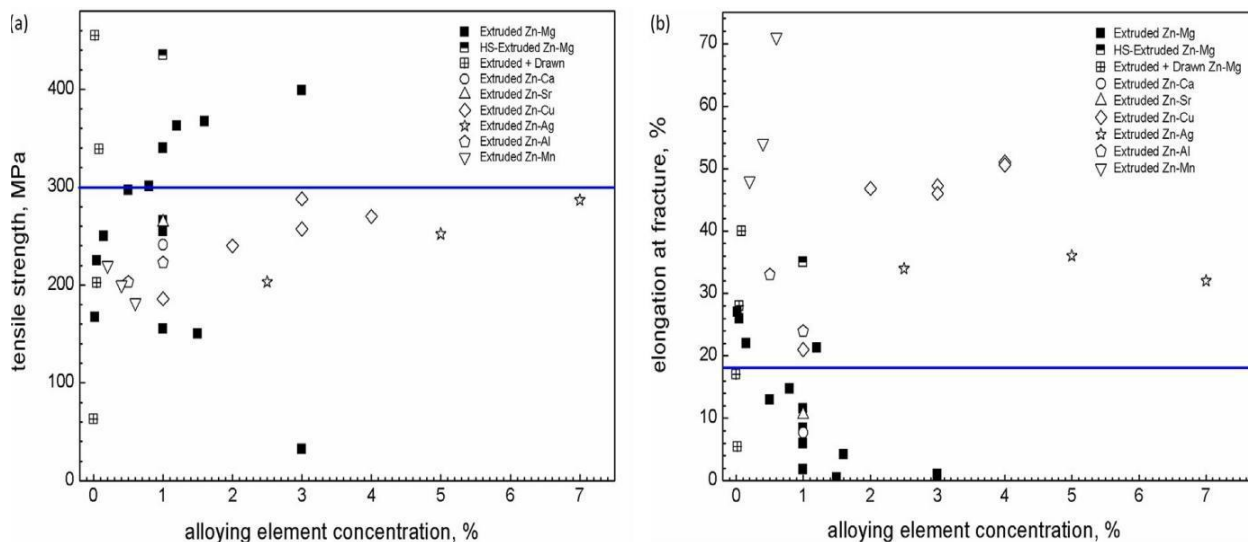 (a)
Extruded Zn-Mg
HS-Extruded Zn-Mg
Extruded + Drawn
Extruded Zn-Ca
Extruded Zn-Sr
Extruded Zn-Cu
Extruded Zn-Ag
Extruded Zn-Al
Extruded Zn-Mn
tensile strength, MPa
400
300
200
100
0
0 1 2 3 4 5 6 7
alloying element concentration, %
(b)
Extruded Zn-Mg
HS-Extruded Zn-Mg
Extruded + Drawn Zn-Mg
Extruded Zn-Ca
Extruded Zn-Sr
Extruded Zn-Cu
Extruded Zn-Ag
Extruded Zn-Al
Extruded Zn-Mn
elongation at fracture, %
70
60
50
40
30
20
10
0
0 1 2 3 4 5 6 7
alloying element concentration, %